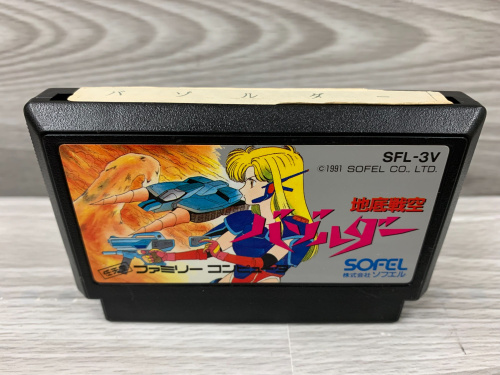 バゾルダー
SFL-3V
©1991 SOFEL CO., LTD.
地底戦空
バゾルダー
SOFEL
株式会社 ソフエル
ファミリー コンピュータ